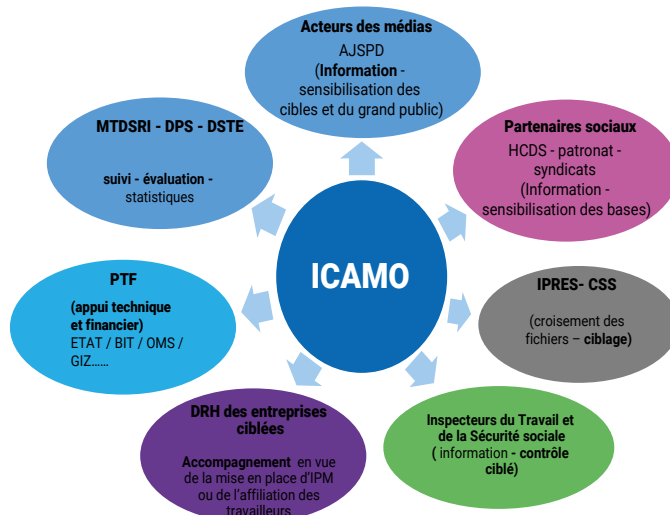 Acteurs des médias
AJSPD
(Information -
sensibilisation des
cibles et du grand
public)
MTDSRI - DPS - DSTE
suivi - évaluation -
statistiques
Partenaires sociaux
HCDS - patronat -
syndicats
(Information -
sensibilisation des bases)
ICAMO
PTF
(appui technique
et financier)
ETAT / BIT / OMS /
GIZ......
IPRES- CSS
(croisement des
fichiers – ciblage)
DRH des entreprises
ciblées
Accompagnement en vue
de la mise en place d'IPM
ou de l'affiliation des
travailleurs
Inspecteurs du Travail et
de la Sécurité sociale
( information - contrôle
ciblé)